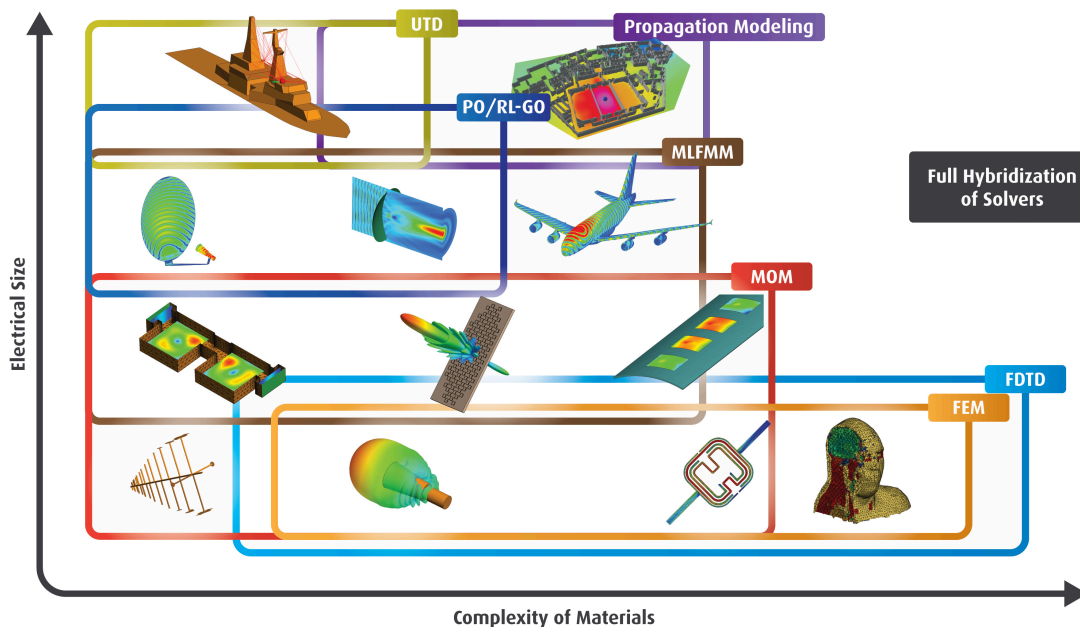 UTD
Propagation Modeling
PO/RL-GO
MLFMM
Full Hybridization
of Solvers
MOM
FDTD
FEM
Electrical Size
Complexity of Materials